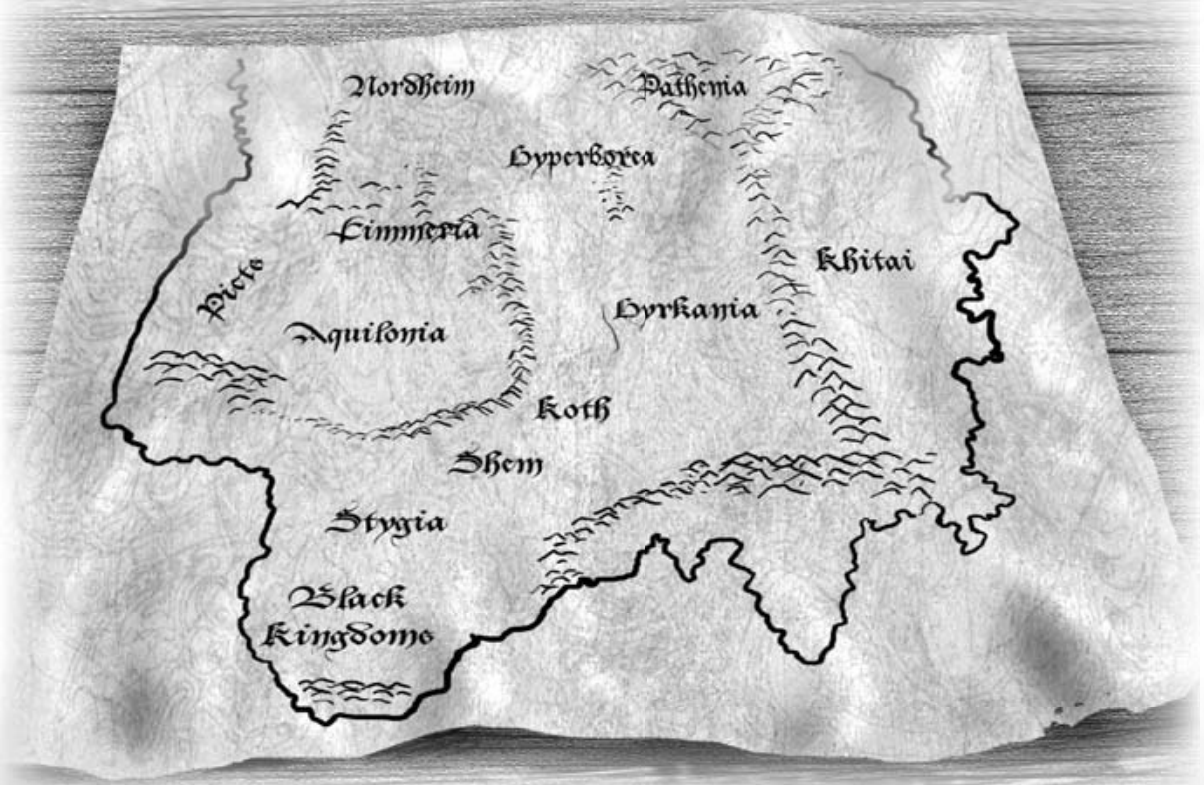 Nordheim
Pathenia
Hyperborea
Cimmeria
Picts
Khitai
Hyrkania
Aquilonia
Koth
Shem
Stygia
Black
Kingdoms